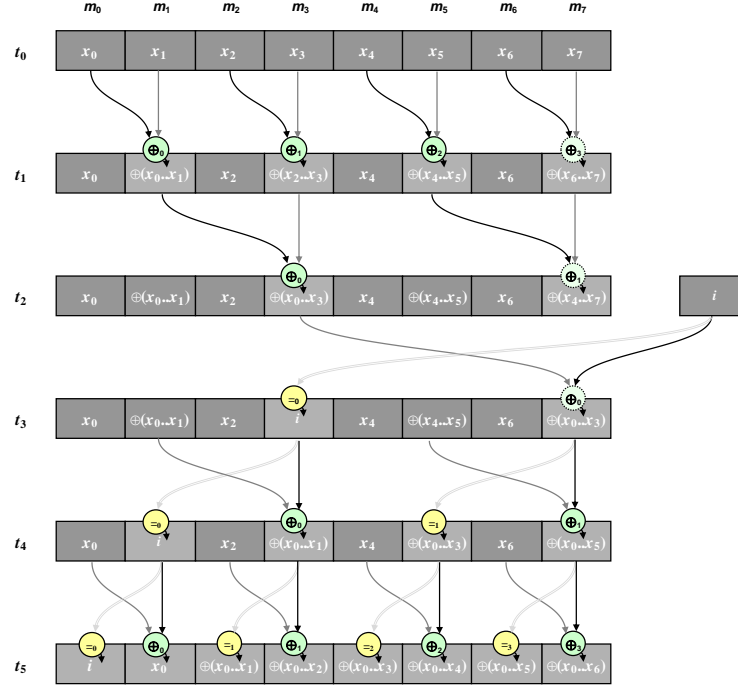 m₀ m₁ m₂ m₃ m₄ m₅ m₆ m₇
t₀ x₀ x₁ x₂ x₃ x₄ x₅ x₆ x₇
⊕₀ ⊕₁ ⊕₂ ⊕₃
t₁ x₀ ⊕(x₀..x₁) x₂ ⊕(x₂..x₃) x₄ ⊕(x₄..x₅) x₆ ⊕(x₆..x₇)
⊕₀ ⊕₁
t₂ x₀ ⊕(x₀..x₁) x₂ ⊕(x₀..x₃) x₄ ⊕(x₄..x₅) x₆ ⊕(x₄..x₇) i
=₀ ⊕₀
t₃ x₀ ⊕(x₀..x₁) x₂ i x₄ ⊕(x₄..x₅) x₆ ⊕(x₀..x₃)
=₀ ⊕₀ =₁ ⊕₁
t₄ x₀ i x₂ ⊕(x₀..x₁) x₄ ⊕(x₀..x₃) x₆ ⊕(x₀..x₅)
=₀ ⊕₀ =₁ ⊕₁ =₂ ⊕₂ =₃ ⊕₃
t₅ i x₀ ⊕(x₀..x₁) ⊕(x₀..x₂) ⊕(x₀..x₃) ⊕(x₀..x₄) ⊕(x₀..x₅) ⊕(x₀..x₆)